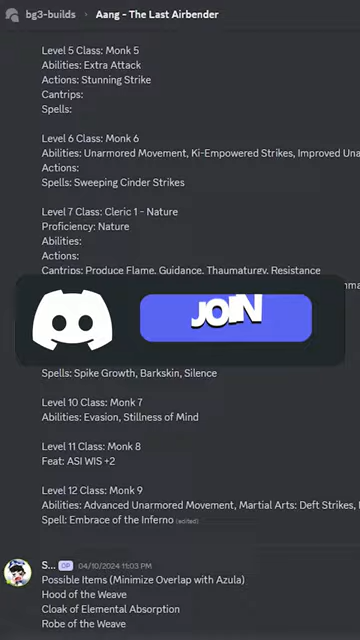 bg3-builds › Aang - The Last Airbender
Level 5 Class: Monk 5
Abilities: Extra Attack
Actions: Stunning Strike
Cantrips:
Spells:
Level 6 Class: Monk 6
Abilities: Unarmored Movement, Ki-Empowered Strikes, Improved Una
Actions:
Spells: Sweeping Cinder Strikes
Level 7 Class: Cleric 1 - Nature
Proficiency: Nature
Abilities:
Actions:
Cantrips: Produce Flame, Guidance, Thaumaturgy, Resistance
JOIN
Spells: Spike Growth, Barkskin, Silence
Level 10 Class: Monk 7
Abilities: Evasion, Stillness of Mind
Level 11 Class: Monk 8
Feat: ASI WIS +2
Level 12 Class: Monk 9
Abilities: Advanced Unarmored Movement, Martial Arts: Deft Strikes,
Spell: Embrace of the Inferno (edited)
S... OP 04/10/2024 11:03 PM
Possible Items (Minimize Overlap with Azula)
Hood of the Weave
Cloak of Elemental Absorption
Robe of the Weave